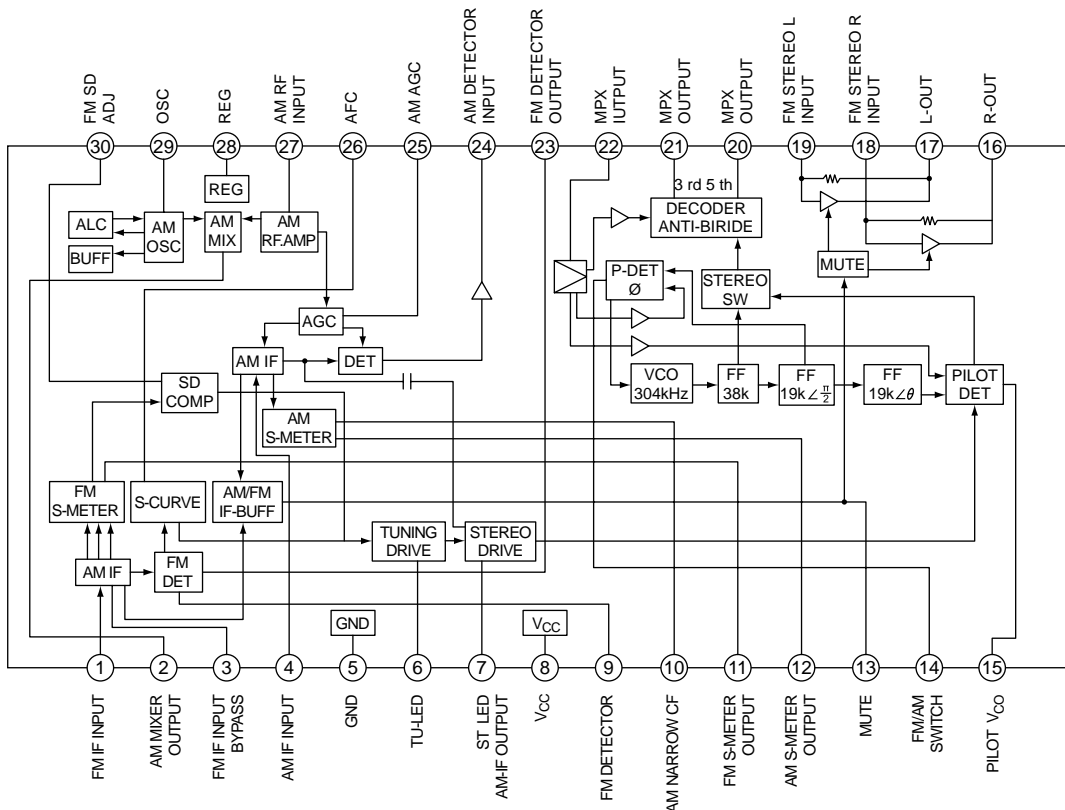 FM SD
ADJ
OSC
REG
AM RF
INPUT
AFC
AM AGC
AM DETECTOR
INPUT
FM DETECTOR
OUTPUT
MPX
IUTPUT
MPX
OUTPUT
MPX
OUTPUT
FM STEREO L
INPUT
FM STEREO R
INPUT
L-OUT
R-OUT
30 29 28 27 26 25 24 23 22 21 20 19 18 17 16
REG
3 rd 5 th
ALC
AM
OSC
AM
MIX
AM
RF.AMP
DECODER
ANTI-BIRIDE
BUFF
MUTE
P-DET
Ø
STEREO
SW
AGC
AM IF
DET
SD
COMP
VCO
304kHz
FF
38k
FF
19k∠π/2
FF
19k∠θ
PILOT
DET
AM
S-METER
FM
S-METER
S-CURVE
AM/FM
IF-BUFF
TUNING
DRIVE
STEREO
DRIVE
AM IF
FM
DET
GND
VCC
1 2 3 4 5 6 7 8 9 10 11 12 13 14 15
FM IF INPUT
AM MIXER
OUTPUT
FM IF INPUT
BYPASS
AM IF INPUT
GND
TU-LED
ST LED
AM-IF OUTPUT
VCC
FM DETECTOR
AM NARROW CF
FM S-METER
OUTPUT
AM S-METER
OUTPUT
MUTE
FM/AM
SWITCH
PILOT VCO